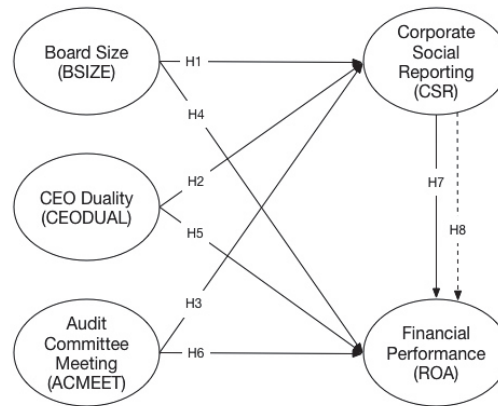 Board Size
(BSIZE)
Corporate
Social
Reporting
(CSR)
H1
H4
H2
CEO Duality
(CEODUAL)
H5
H7
H8
H3
Audit
Committee
Meeting
(ACMEET)
H6
Financial
Performance
(ROA)